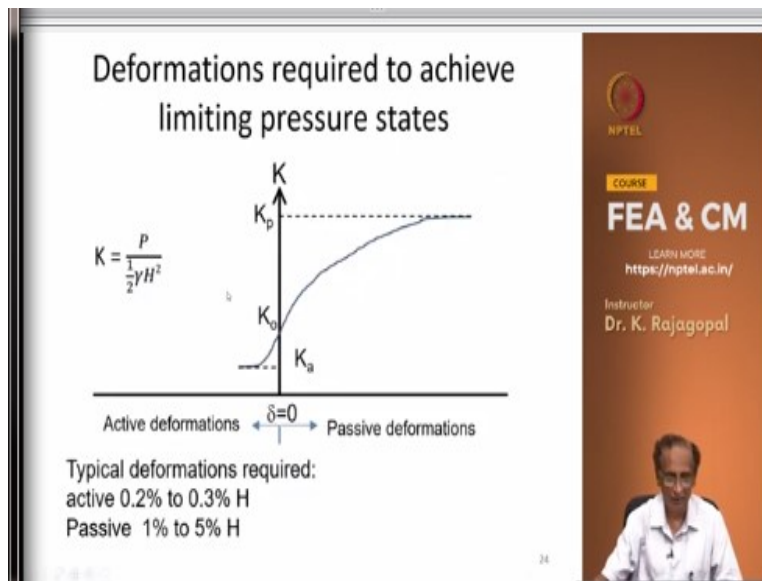 Deformations required to achieve
limiting pressure states
K
Kₚ
K = P / ½γH²
Kₒ
Kₐ
δ=0
Active deformations
Passive deformations
Typical deformations required:
active 0.2% to 0.3% H
Passive 1% to 5% H
24
NPTEL
COURSE
FEA & CM
LEARN MORE
https://nptel.ac.in/
Instructor
Dr. K. Rajagopal